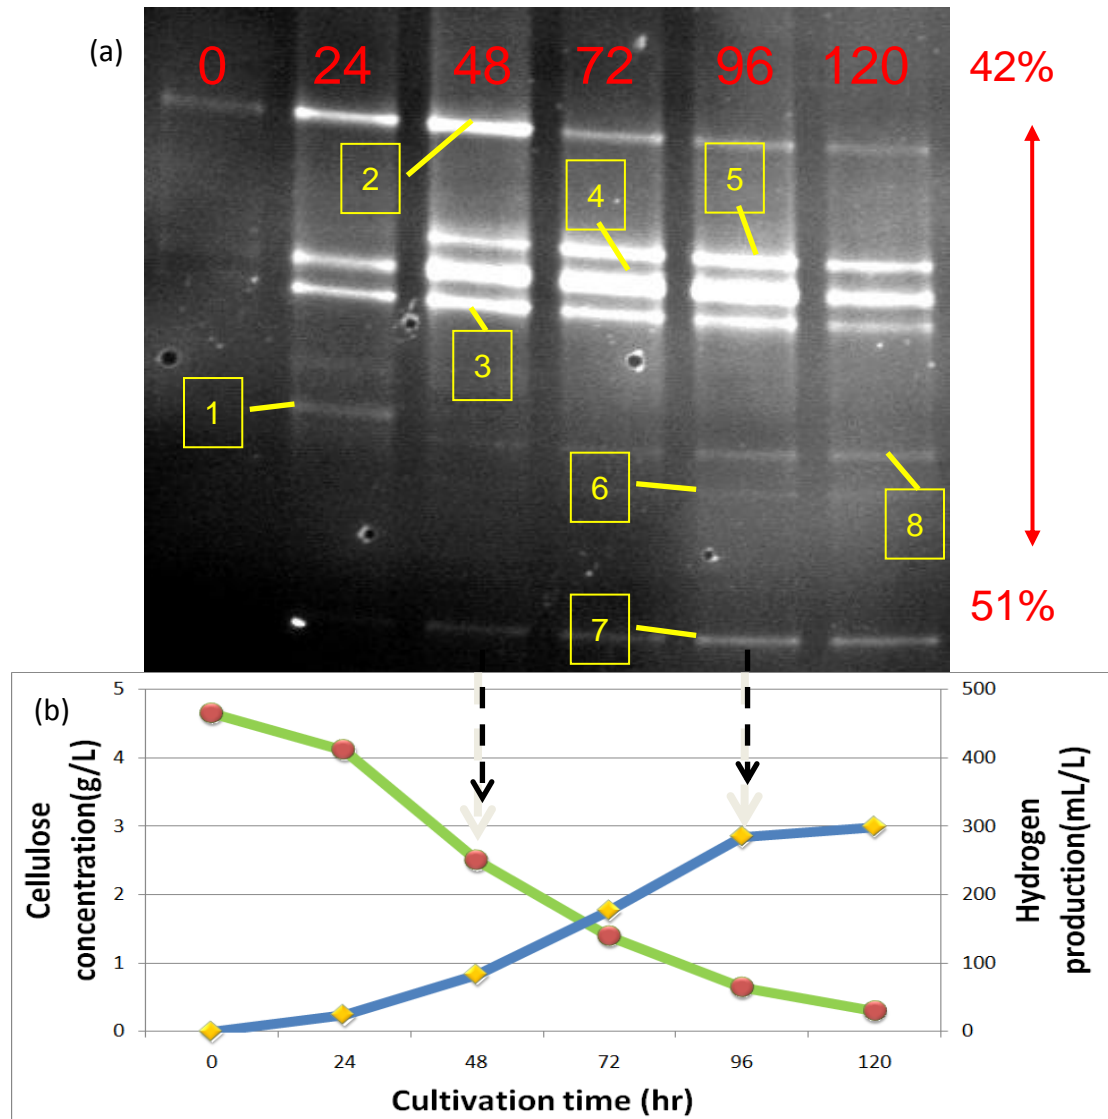 (a)
0 24 48 72 96 120 42%
2
4
5
3
1
6
8
7
51%
(b)
Cellulose
concentration(g/L)
5
4
3
2
1
0
500
400
300
200
100
0
Hydrogen
production(mL/L)
0 24 48 72 96 120
Cultivation time (hr)